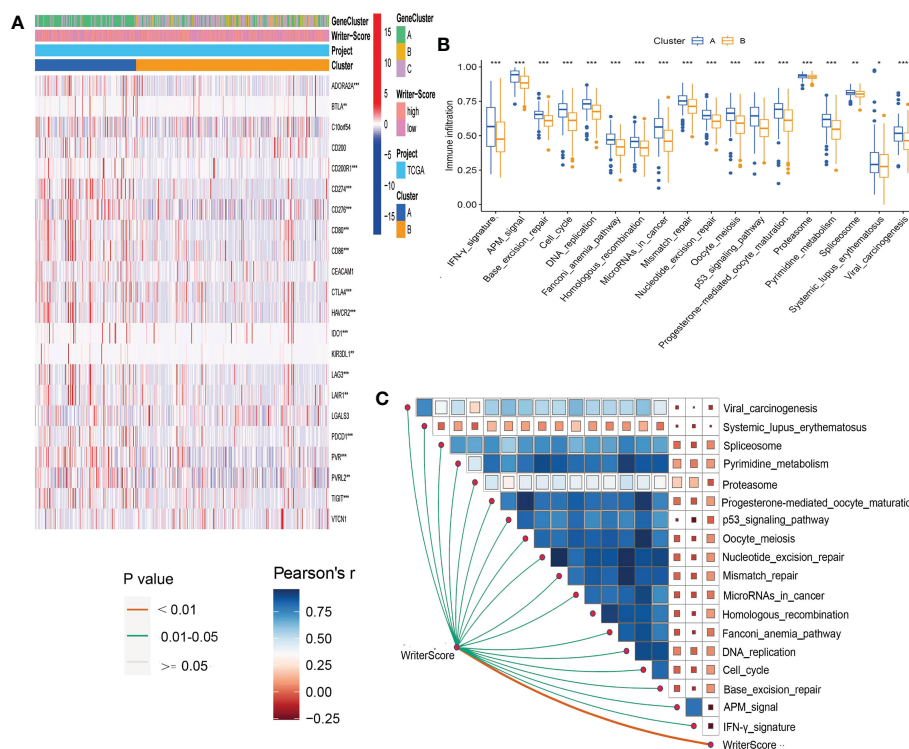 A
GeneCluster
Writer-Score
Project
Cluster
ADORA2A***
BTLA**
C10orf54
CD200
CD200R1***
CD274***
CD276***
CD80***
CD86***
CEACAM1
CTLA4***
HAVCR2***
IDO1***
KIR3DL1**
LAG3***
LAIR1**
LGALS3
PDCD1***
PVR***
PVRL2**
TIGIT***
VTCN1
15
10
5
0
−5
−10
−15
GeneCluster
A
B
C
Writer-Score
high
low
Project
TCGA
Cluster
A
B
B
Cluster A B
*** *** *** *** *** *** *** *** *** *** *** *** *** *** *** ** * ***
Immune infiltration
1.00
0.75
0.50
0.25
0.00
IFN-γ_signature
APM_signal
Base_excision_repair
Cell_cycle
DNA_replication
Fanconi_anemia_pathway
Homologous_recombination
MicroRNAs_in_cancer
Mismatch_repair
Nucleotide_excision_repair
Oocyte_meiosis
p53_signaling_pathway
Progesterone-mediated_oocyte_maturation
Proteasome
Pyrimidine_metabolism
Spliceosome
Systemic_lupus_erythematosus
Viral_carcinogenesis
C
Viral_carcinogenesis
Systemic_lupus_erythematosus
Spliceosome
Pyrimidine_metabolism
Proteasome
Progesterone-mediated_oocyte_maturatio
p53_signaling_pathway
Oocyte_meiosis
Nucleotide_excision_repair
Mismatch_repair
MicroRNAs_in_cancer
Homologous_recombination
Fanconi_anemia_pathway
DNA_replication
Cell_cycle
Base_excision_repair
APM_signal
IFN-γ_signature
WriterScore
WriterScore
P value
< 0.01
0.01-0.05
>= 0.05
Pearson's r
0.75
0.50
0.25
0.00
−0.25